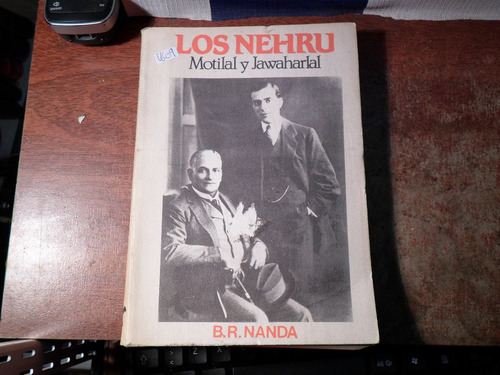 LOS NEHRU
Motilal y Jawaharlal
B.R. NANDA